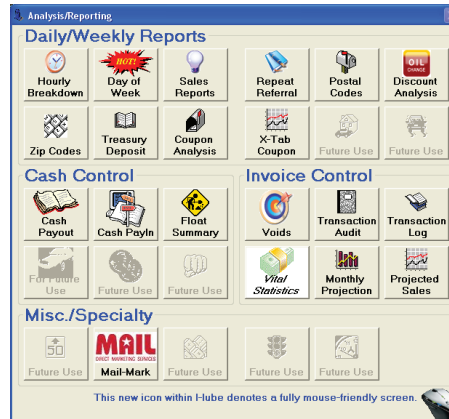 Analysis/Reporting
Daily/Weekly Reports
HOT!
OIL
CHANGE
Hourly Breakdown
Day of Week
Sales Reports
Repeat Referral
Postal Codes
Discount Analysis
Zip Codes
Treasury Deposit
Coupon Analysis
X-Tab Coupon
Future Use
Future Use
Cash Control
Invoice Control
Cash Payout
Cash PayIn
Float Summary
Voids
Transaction Audit
Transaction Log
For Future Use
Future Use
Future Use
Vital Statistics
Monthly Projection
Projected Sales
Misc./Specialty
50
MAIL
DIRECT MARKETING SERVICES
Future Use
Mail-Mark
Future Use
Future Use
Future Use
This new icon within I-lube denotes a fully mouse-friendly screen.